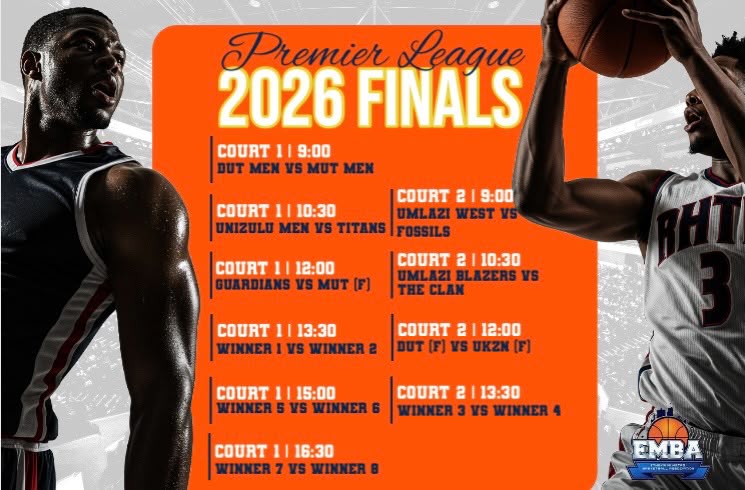 Premier League
2026 FINALS
COURT 1 | 9:00
DUT MEN VS MUT MEN
COURT 1 | 10:30
UNIZULU MEN VS TITANS
COURT 1 | 12:00
GUARDIANS VS MUT (F)
COURT 1 | 13:30
WINNER 1 VS WINNER 2
COURT 1 | 15:00
WINNER 5 VS WINNER 6
COURT 1 | 16:30
WINNER 7 VS WINNER 8
COURT 2 | 9:00
UMLAZI WEST VS
FOSSILS
COURT 2 | 10:30
UMLAZI BLAZERS VS
THE CLAN
COURT 2 | 12:00
DUT (F) VS UKZN (F)
COURT 2 | 13:30
WINNER 3 VS WINNER 4
3
EMBA
BASKETBALL ASSOCIATION